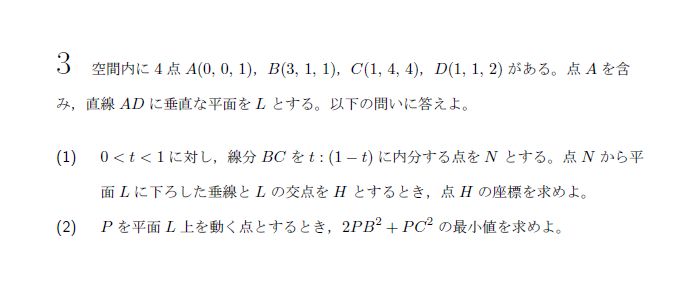 3 空間内に 4 点 A(0, 0, 1), B(3, 1, 1), C(1, 4, 4), D(1, 1, 2) がある。点 A を含
み，直線 AD に垂直な平面を L とする。以下の問いに答えよ。
(1) 0 < t < 1 に対し，線分 BC を t : (1 − t) に内分する点を N とする。点 N から平
面 L に下ろした垂線と L の交点を H とするとき，点 H の座標を求めよ。
(2) P を平面 L 上を動く点とするとき，2PB² + PC² の最小値を求めよ。